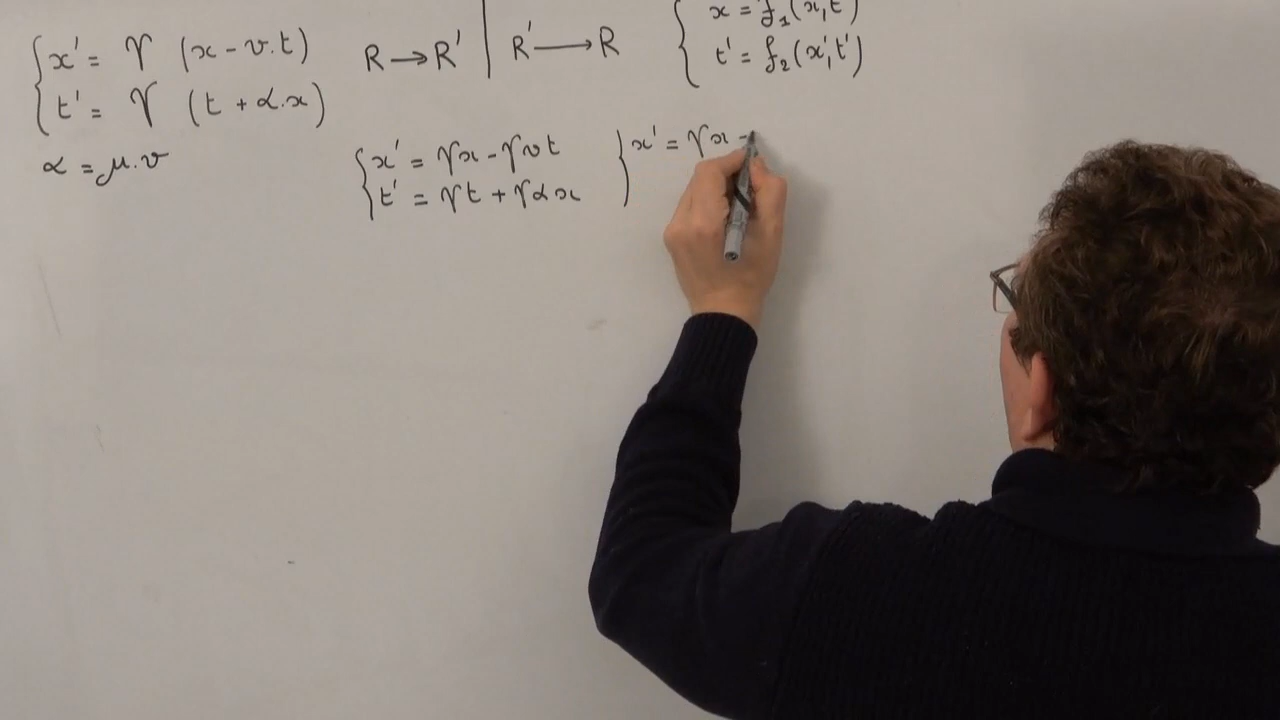 x' = γ (x - v.t)
t' = γ (t + α.x)
α = μ.v
R → R' | R' → R
x = f₁(x,t)
t' = f₂(x',t')
x' = γx - γvt
t' = γt + γαx
x' = γx -